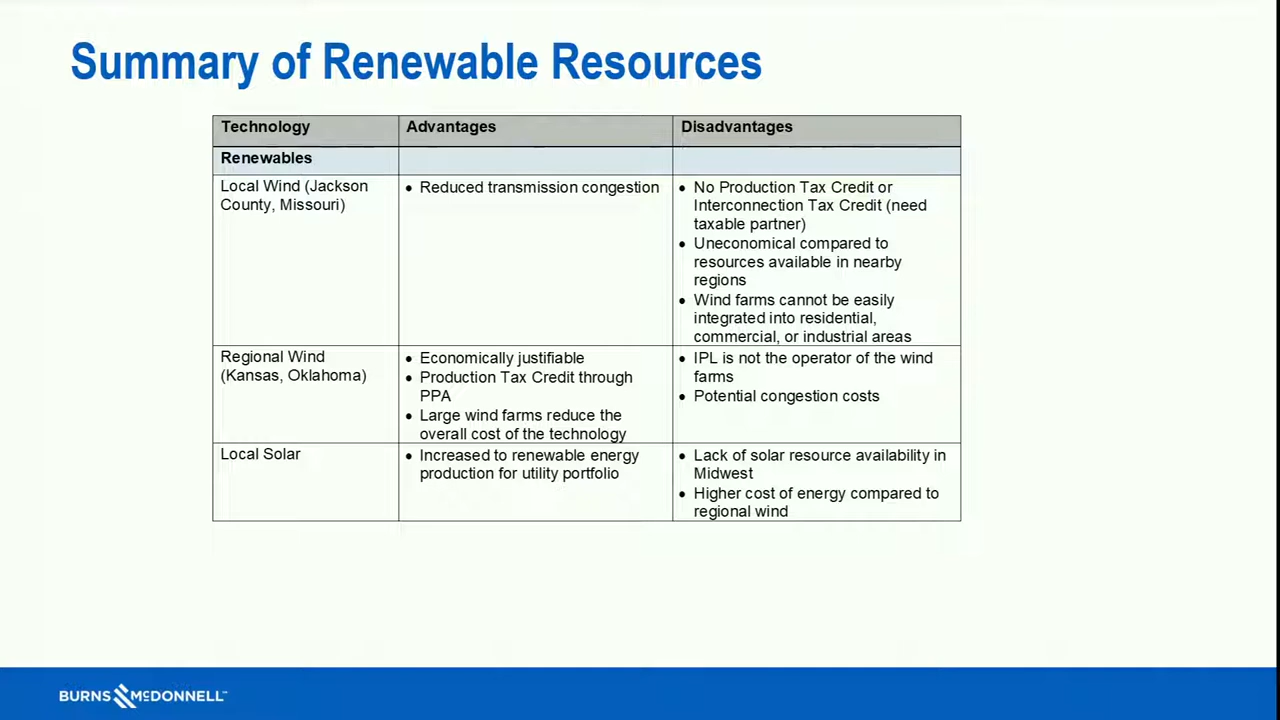 Summary of Renewable Resources
Technology
Advantages
Disadvantages
Renewables
Local Wind (Jackson
County, Missouri)
• Reduced transmission congestion
• No Production Tax Credit or
Interconnection Tax Credit (need
taxable partner)
• Uneconomical compared to
resources available in nearby
regions
• Wind farms cannot be easily
integrated into residential,
commercial, or industrial areas
Regional Wind
(Kansas, Oklahoma)
• Economically justifiable
• Production Tax Credit through
PPA
• Large wind farms reduce the
overall cost of the technology
• IPL is not the operator of the wind
farms
• Potential congestion costs
Local Solar
• Increased to renewable energy
production for utility portfolio
• Lack of solar resource availability in
Midwest
• Higher cost of energy compared to
regional wind
BURNS McDONNELL